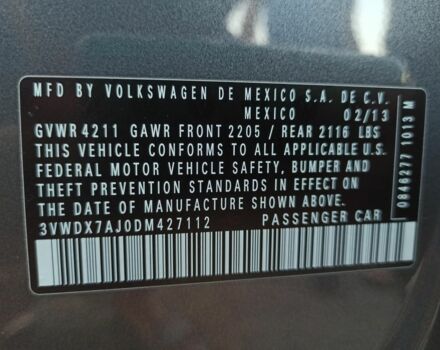 MFD BY VOLKSWAGEN DE MEXICO S.A. DE C.V.
MEXICO 02/13
GVWR 4211 GAWR FRONT 2205 / REAR 2116 LBS
THIS VEHICLE CONFORMS TO ALL APPLICABLE U.S.
FEDERAL MOTOR VEHICLE SAFETY, BUMPER AND
THEFT PREVENTION STANDARDS IN EFFECT ON
THE DATE OF MANUFACTURE SHOWN ABOVE.
3VWDX7AJ0DM427112 PASSENGER CAR
0846277 1013 M